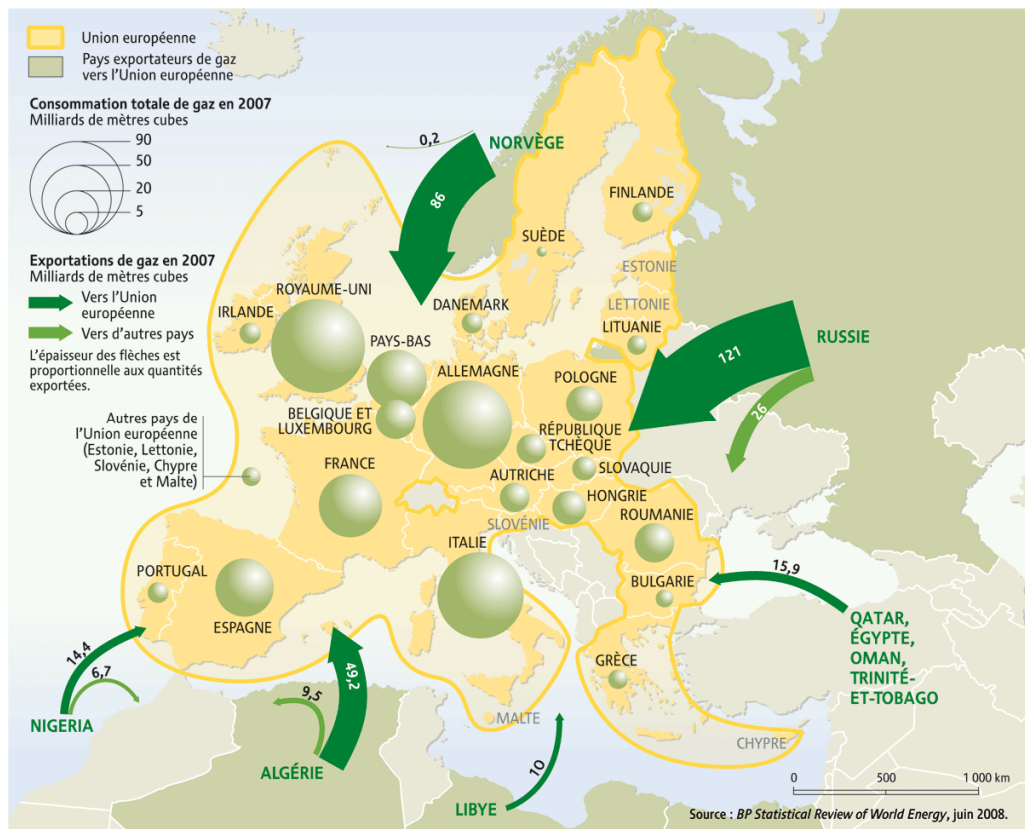 Union européenne
Pays exportateurs de gaz
vers l'Union européenne
Consommation totale de gaz en 2007
Milliards de mètres cubes
90
50
20
5
Exportations de gaz en 2007
Milliards de mètres cubes
Vers l'Union
européenne
Vers d'autres pays
L'épaisseur des flèches est
proportionnelle aux quantités
exportées.
Autres pays de
l'Union européenne
(Estonie, Lettonie,
Slovénie, Chypre
et Malte)
0,2
NORVÈGE
86
FINLANDE
SUÈDE
ESTONIE
LETTONIE
LITUANIE
ROYAUME-UNI
IRLANDE
DANEMARK
PAYS-BAS
ALLEMAGNE
POLOGNE
121
RUSSIE
26
BELGIQUE ET
LUXEMBOURG
RÉPUBLIQUE
TCHÈQUE
SLOVAQUIE
FRANCE
AUTRICHE
HONGRIE
ROUMANIE
SLOVÉNIE
ITALIE
PORTUGAL
ESPAGNE
BULGARIE
15,9
QATAR,
ÉGYPTE,
OMAN,
TRINITÉ-
ET-TOBAGO
GRÈCE
14,4
6,7
NIGERIA
9,5
49,2
ALGÉRIE
MALTE
10
LIBYE
CHYPRE
0 500 1 000 km
Source : BP Statistical Review of World Energy, juin 2008.